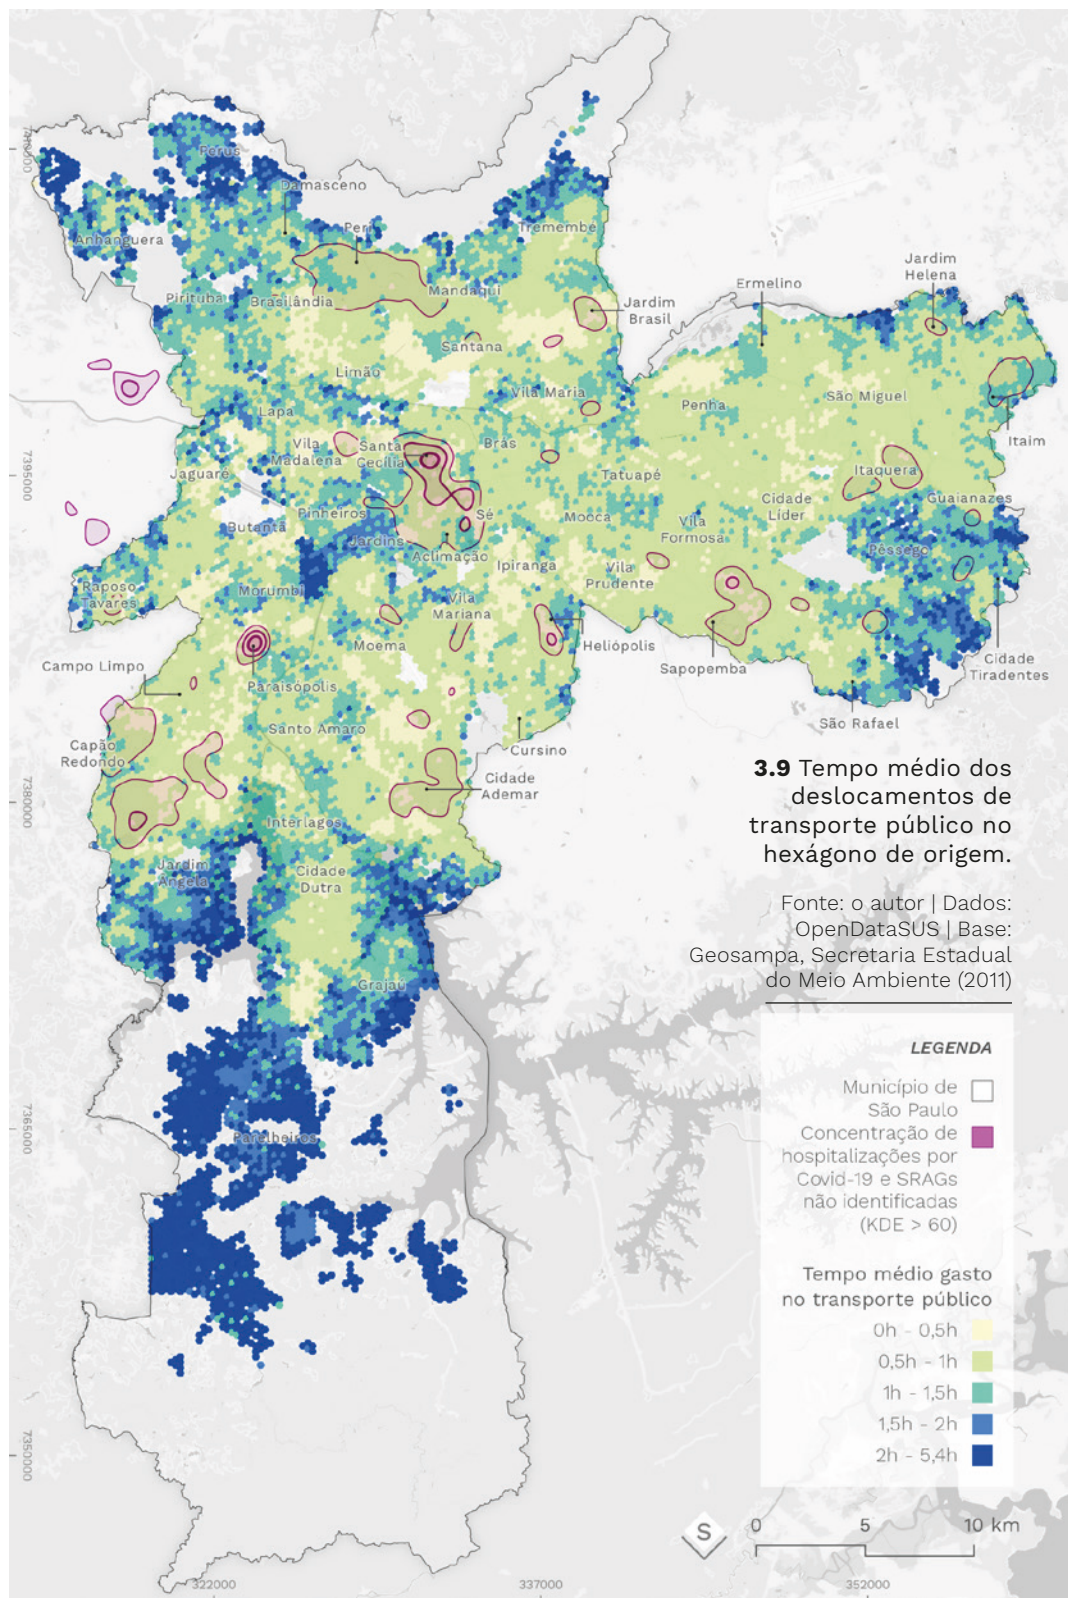 Perus
Damasceno
Peri
Anhanguera
Tremembé
Pirituba
Brasilândia
Mandaqui
Jardim
Brasil
Ermelino
Jardim
Helena
Santana
Limão
Vila Maria
Penha
São Miguel
Lapa
Vila
Madalena
Santa
Cecília
Brás
Itaim
Jaguaré
Tatuapé
Itaquera
Cidade
Líder
Guaianazes
Butantã
Pinheiros
Sé
Mooca
Vila
Formosa
Jardins
Aclimação
Ipiranga
Pêssego
Raposo
Tavares
Morumbi
Vila
Mariana
Vila
Prudente
Moema
Heliópolis
Sapopemba
Cidade
Tiradentes
Campo Limpo
Paraisópolis
São Rafael
Capão
Redondo
Santo Amaro
Cursino
Cidade
Ademar
Interlagos
Jardim
Ângela
Cidade
Dutra
Grajaú
Parelheiros
3.9 Tempo médio dos
deslocamentos de
transporte público no
hexágono de origem.
Fonte: o autor | Dados:
OpenDataSUS | Base:
Geosampa, Secretaria Estadual
do Meio Ambiente (2011)
LEGENDA
Município de
São Paulo
Concentração de
hospitalizações por
Covid-19 e SRAGs
não identificadas
(KDE > 60)
Tempo médio gasto
no transporte público
0h - 0,5h
0,5h - 1h
1h - 1,5h
1,5h - 2h
2h - 5,4h
S
0
5
10 km
7395000
7380000
7365000
7350000
322000
337000
352000